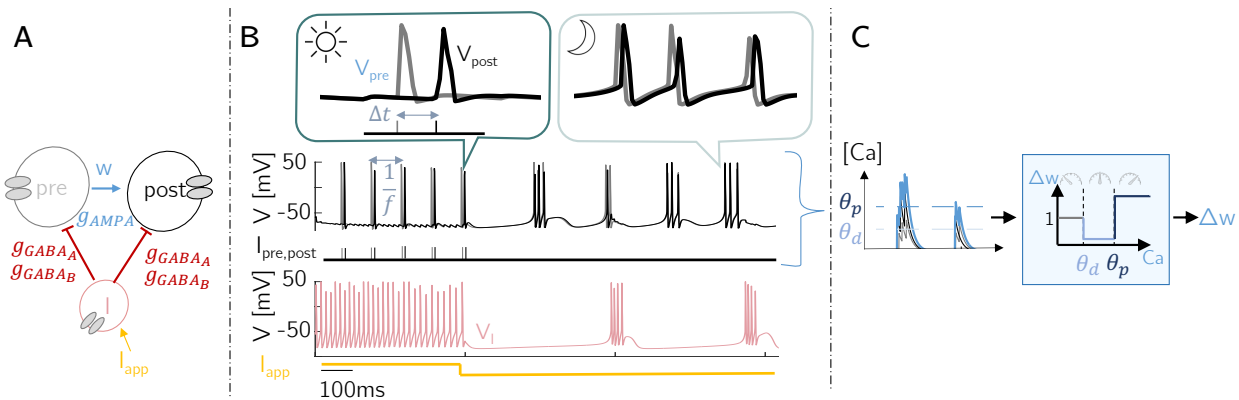 A
pre
w
post
g_AMPA
g_GABA_A
g_GABA_B
g_GABA_A
g_GABA_B
I
I_app
B
V_pre
V_post
Δt
50
-50
V [mV]
1/f
I_pre,post
50
-50
V [mV]
V_I
I_app
100ms
C
[Ca]
θ_p
θ_d
Δw
1
θ_d θ_p
Ca
Δw